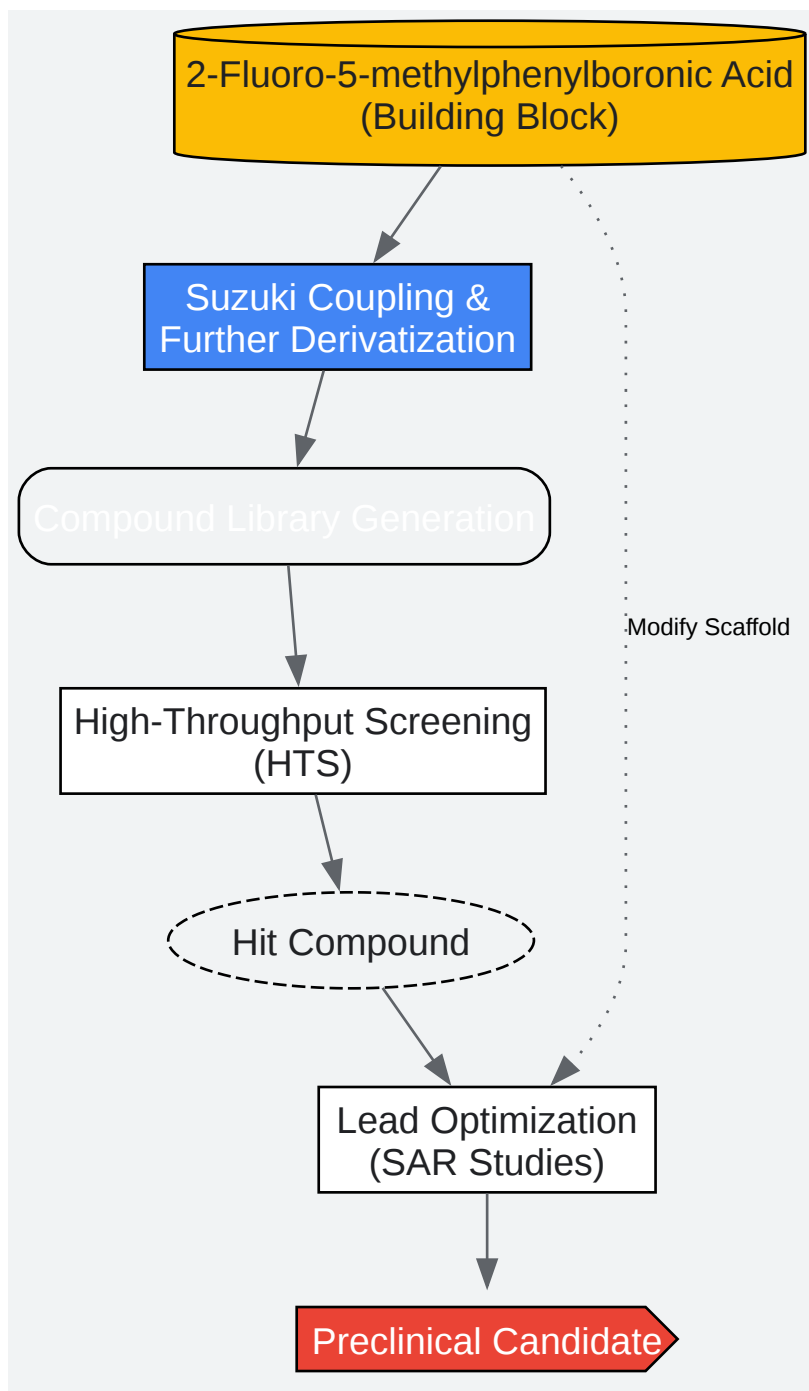 2-Fluoro-5-methylphenylboronic Acid
(Building Block)
Suzuki Coupling &
Further Derivatization
Compound Library Generation
Modify Scaffold
High-Throughput Screening
(HTS)
Hit Compound
Lead Optimization
(SAR Studies)
Preclinical Candidate